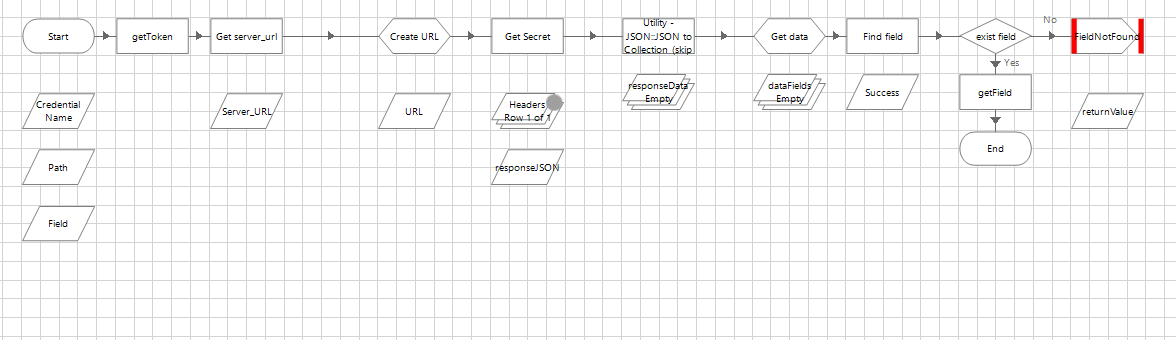 Start
getToken
Get server_url
Create URL
Get Secret
Utility -
JSON::JSON to
Collection (skip
Get data
Find field
exist field
No
FieldNotFound
Yes
Credential
Name
Server_URL
URL
Headers
Row 1 of 1
responseData
Empty
dataFields
Empty
Success
getField
returnValue
End
Path
responseJSON
Field